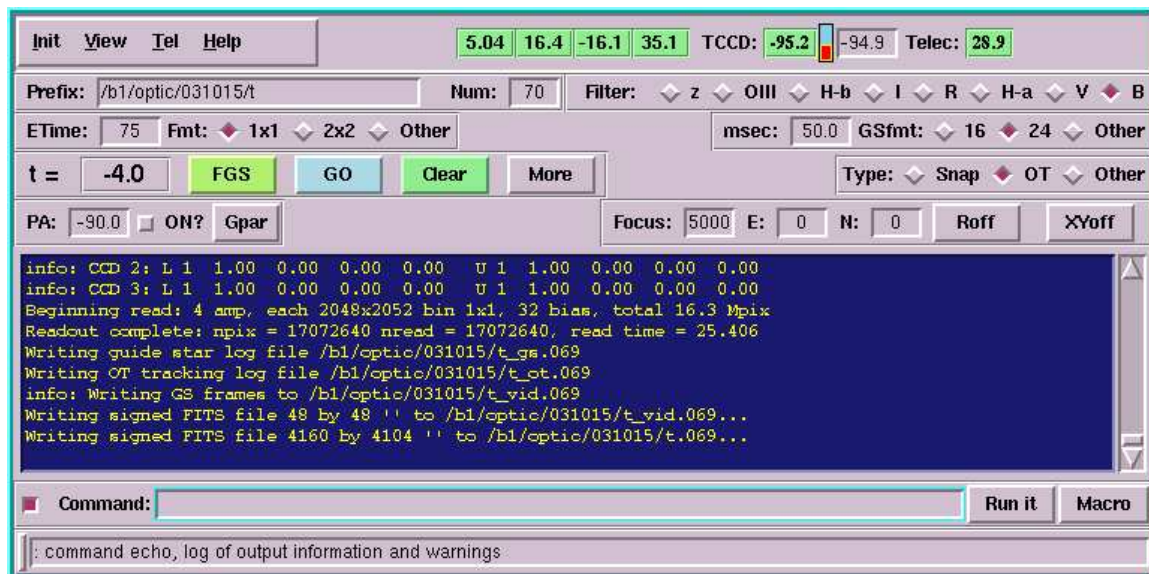 Init View Tel Help 5.04 16.4 -16.1 35.1 TCCD: -95.2 -94.9 Telec: 28.9
Prefix: /b1/optic/031015/t Num: 70 Filter: z OIII H-b I R H-a V B
ETime: 75 Fmt: 1x1 2x2 Other msec: 50.0 GSfmt: 16 24 Other
t = -4.0 FGS GO Clear More Type: Snap OT Other
PA: -90.0 ON? Gpar Focus: 5000 E: 0 N: 0 Roff XYoff
info: CCD 2: L 1 1.00 0.00 0.00 0.00 U 1 1.00 0.00 0.00 0.00
info: CCD 3: L 1 1.00 0.00 0.00 0.00 U 1 1.00 0.00 0.00 0.00
Beginning read: 4 amp, each 2048x2052 bin 1x1, 32 bias, total 16.3 Mpix
Readout complete: npix = 17072640 nread = 17072640, read time = 25.406
Writing guide star log file /b1/optic/031015/t_gs.069
Writing OT tracking log file /b1/optic/031015/t_ot.069
info: Writing GS frames to /b1/optic/031015/t_vid.069
Writing signed FITS file 48 by 48 '' to /b1/optic/031015/t_vid.069...
Writing signed FITS file 4160 by 4104 '' to /b1/optic/031015/t.069...
Command: Run it Macro
: command echo, log of output information and warnings